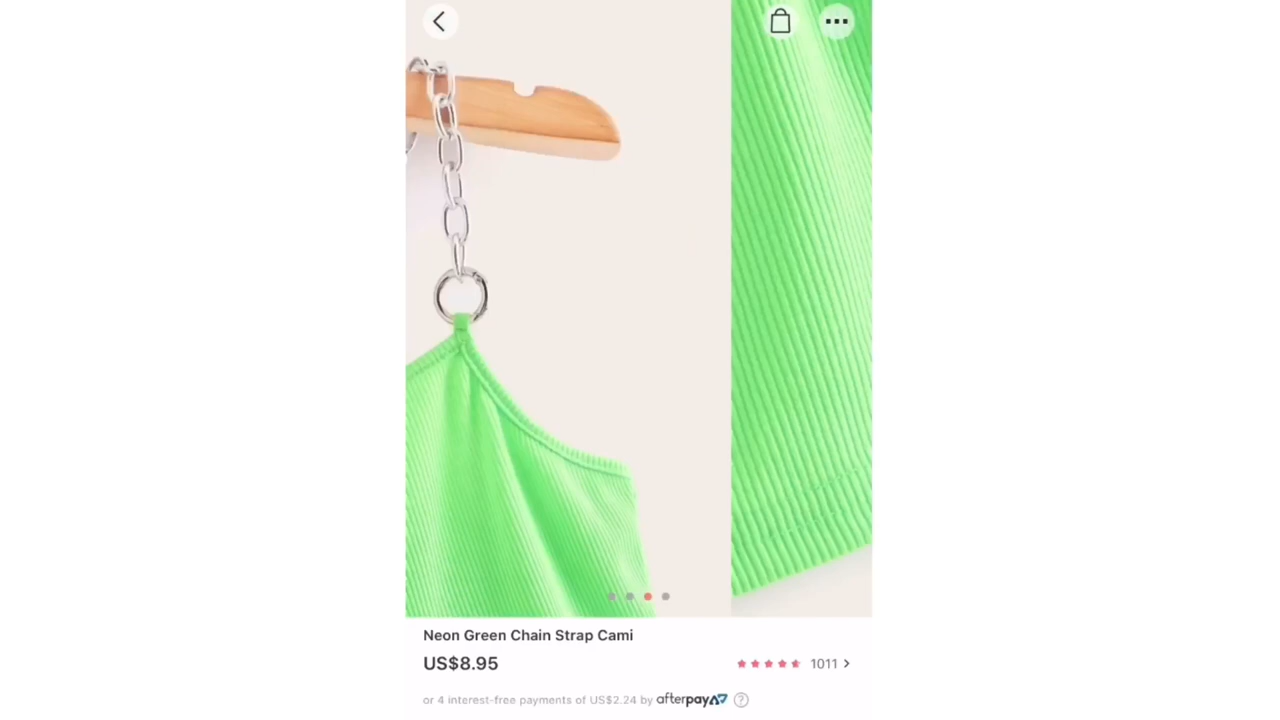 Neon Green Chain Strap Cami
US$8.95
1011
or 4 interest-free payments of US$2.24 by afterpay
?